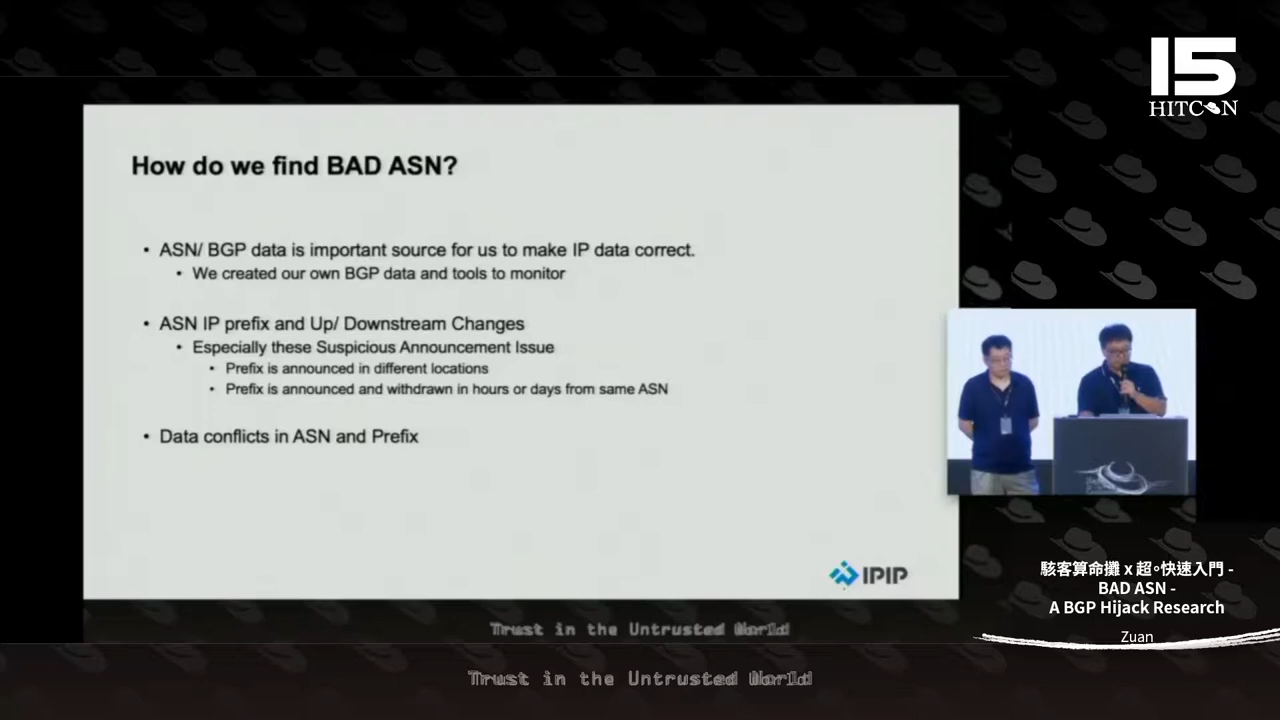 15
HITCON
How do we find BAD ASN?
• ASN/ BGP data is important source for us to make IP data correct.
• We created our own BGP data and tools to monitor
• ASN IP prefix and Up/ Downstream Changes
• Especially these Suspicious Announcement Issue
• Prefix is announced in different locations
• Prefix is announced and withdrawn in hours or days from same ASN
• Data conflicts in ASN and Prefix
IPIP
駭客算命攤 x 超◦快速入門 -
BAD ASN -
A BGP Hijack Research
Zuan
Trust in the Untrusted World
Trust in the Untrusted World